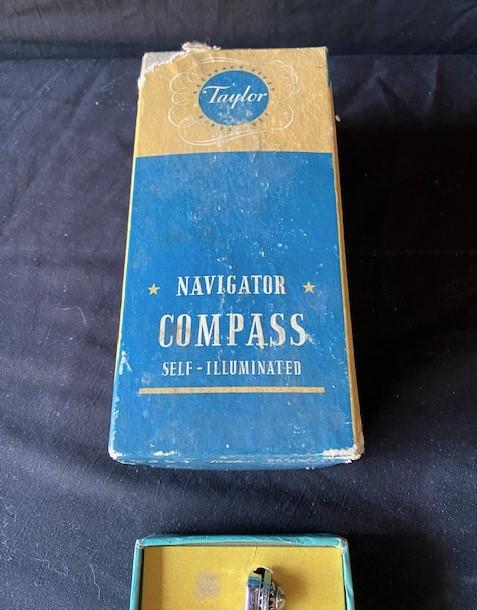 Taylor
NAVIGATOR
COMPASS
SELF-ILLUMINATED